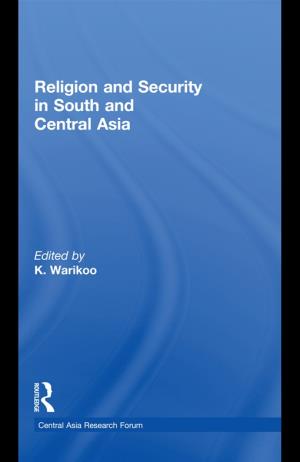 Religion and Security
in South and
Central Asia
Edited by
K. Warikoo
ROUTLEDGE
Central Asia Research Forum